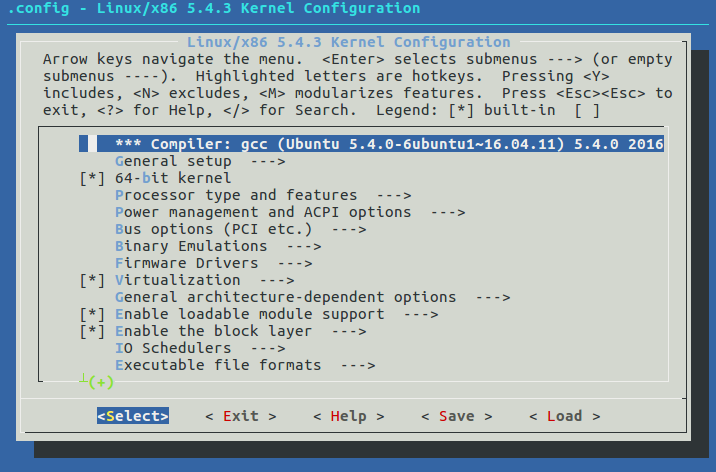 .config - Linux/x86 5.4.3 Kernel Configuration
Linux/x86 5.4.3 Kernel Configuration
Arrow keys navigate the menu.  <Enter> selects submenus ---> (or empty
submenus ----).  Highlighted letters are hotkeys.  Pressing <Y>
includes, <N> excludes, <M> modularizes features.  Press <Esc><Esc> to
exit, <?> for Help, </> for Search.  Legend: [*] built-in  [ ]
*** Compiler: gcc (Ubuntu 5.4.0-6ubuntu1~16.04.11) 5.4.0 2016
General setup  --->
[*] 64-bit kernel
Processor type and features  --->
Power management and ACPI options  --->
Bus options (PCI etc.)  --->
Binary Emulations  --->
Firmware Drivers  --->
[*] Virtualization  --->
General architecture-dependent options  --->
[*] Enable loadable module support  --->
[*] Enable the block layer  --->
IO Schedulers  --->
Executable file formats  --->
(+)
<Select>    < Exit >    < Help >    < Save >    < Load >